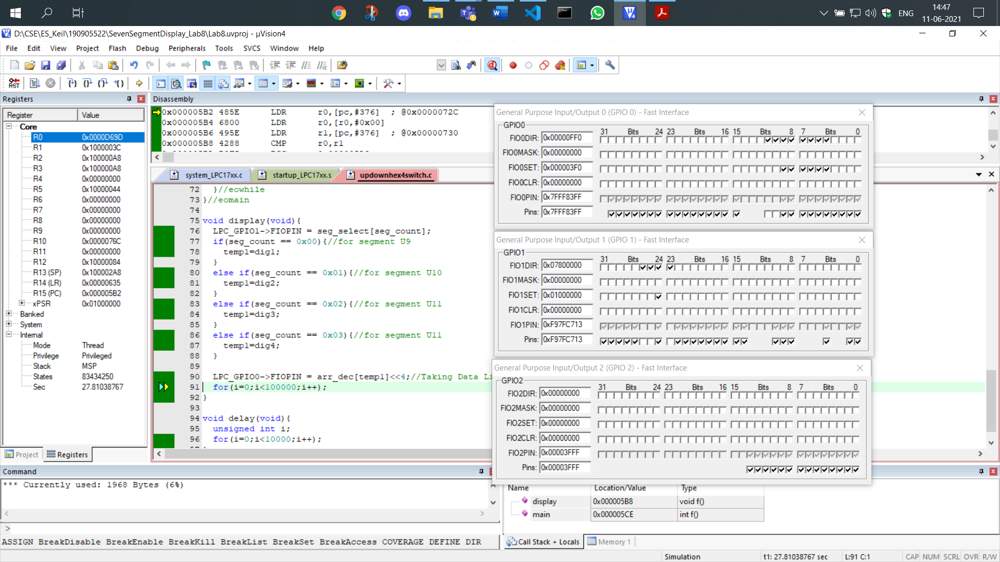 ENG
14:47
11-06-2021
D:\CSE\ES_Keil\190905522\SevenSegmentDisplay_Lab8\Lab8.uvproj - µVision4
File Edit View Project Flash Debug Peripherals Tools SVCS Window Help
Registers
Register Value
Core
R0 0x0000D69D
R1 0x1000003C
R2 0x100000A8
R3 0x100000A8
R4 0x00000000
R5 0x10000044
R6 0x00000000
R7 0x00000000
R8 0x00000000
R9 0x00000000
R10 0x0000076C
R11 0x00000000
R12 0x10000084
R13 (SP) 0x100002A8
R14 (LR) 0x00000635
R15 (PC) 0x000005B2
xPSR 0x01000000
Banked
System
Internal
Mode Thread
Privilege Privileged
Stack MSP
States 83434250
Sec 27.81038767
Project Registers
Disassembly
0x000005B2 485E LDR r0,[pc,#376] ; @0x0000072C
0x000005B4 6800 LDR r0,[r0,#0x00]
0x000005B6 495E LDR r1,[pc,#376] ; @0x00000730
0x000005B8 4288 CMP r0,r1
system_LPC17xx.c startup_LPC17xx.s updownhex4switch.c
72 }//eowhile
73 }//eomain
74
75 void display(void){
76 LPC_GPIO1->FIOPIN = seg_select[seg_count];
77 if(seg_count == 0x00){//for segment U9
78 temp1=dig1;
79 }
80 else if(seg_count == 0x01){//for segment U10
81 temp1=dig2;
82 }
83 else if(seg_count == 0x02){//for segment U11
84 temp1=dig3;
85 }
86 else if(seg_count == 0x03){//for segment U11
87 temp1=dig4;
88 }
89
90 LPC_GPIO0->FIOPIN = arr_dec[temp1]<<4;//Taking Data Li
91 for(i=0;i<100000;i++);
92 }
93
94 void delay(void){
95 unsigned int i;
96 for(i=0;i<10000;i++);
General Purpose Input/Output 0 (GPIO 0) - Fast Interface
GPIO0
31 Bits 24 23 Bits 16 15 Bits 8 7 Bits 0
FIO0DIR: 0x00000FF0
FIO0MASK: 0x00000000
FIO0SET: 0x000003F0
FIO0CLR: 0x00000000
FIO0PIN: 0x7FFF83FF
Pins: 0x7FFF83FF
General Purpose Input/Output 1 (GPIO 1) - Fast Interface
GPIO1
31 Bits 24 23 Bits 16 15 Bits 8 7 Bits 0
FIO1DIR: 0x07800000
FIO1MASK: 0x00000000
FIO1SET: 0x01000000
FIO1CLR: 0x00000000
FIO1PIN: 0xF97FC713
Pins: 0xF97FC713
General Purpose Input/Output 2 (GPIO 2) - Fast Interface
GPIO2
31 Bits 24 23 Bits 16 15 Bits 8 7 Bits 0
FIO2DIR: 0x00000000
FIO2MASK: 0x00000000
FIO2SET: 0x00000000
FIO2CLR: 0x00000000
FIO2PIN: 0x00003FFF
Pins: 0x00003FFF
Command
*** Currently used: 1968 Bytes (6%)
>
ASSIGN BreakDisable BreakEnable BreakKill BreakList BreakSet BreakAccess COVERAGE DEFINE DIR
Name Location/Value Type
display 0x000005B8 void f()
main 0x000005CE int f()
Call Stack + Locals Memory 1
Simulation t1: 27.81038767 sec L:91 C:1 CAP NUM SCRL OVR R/W